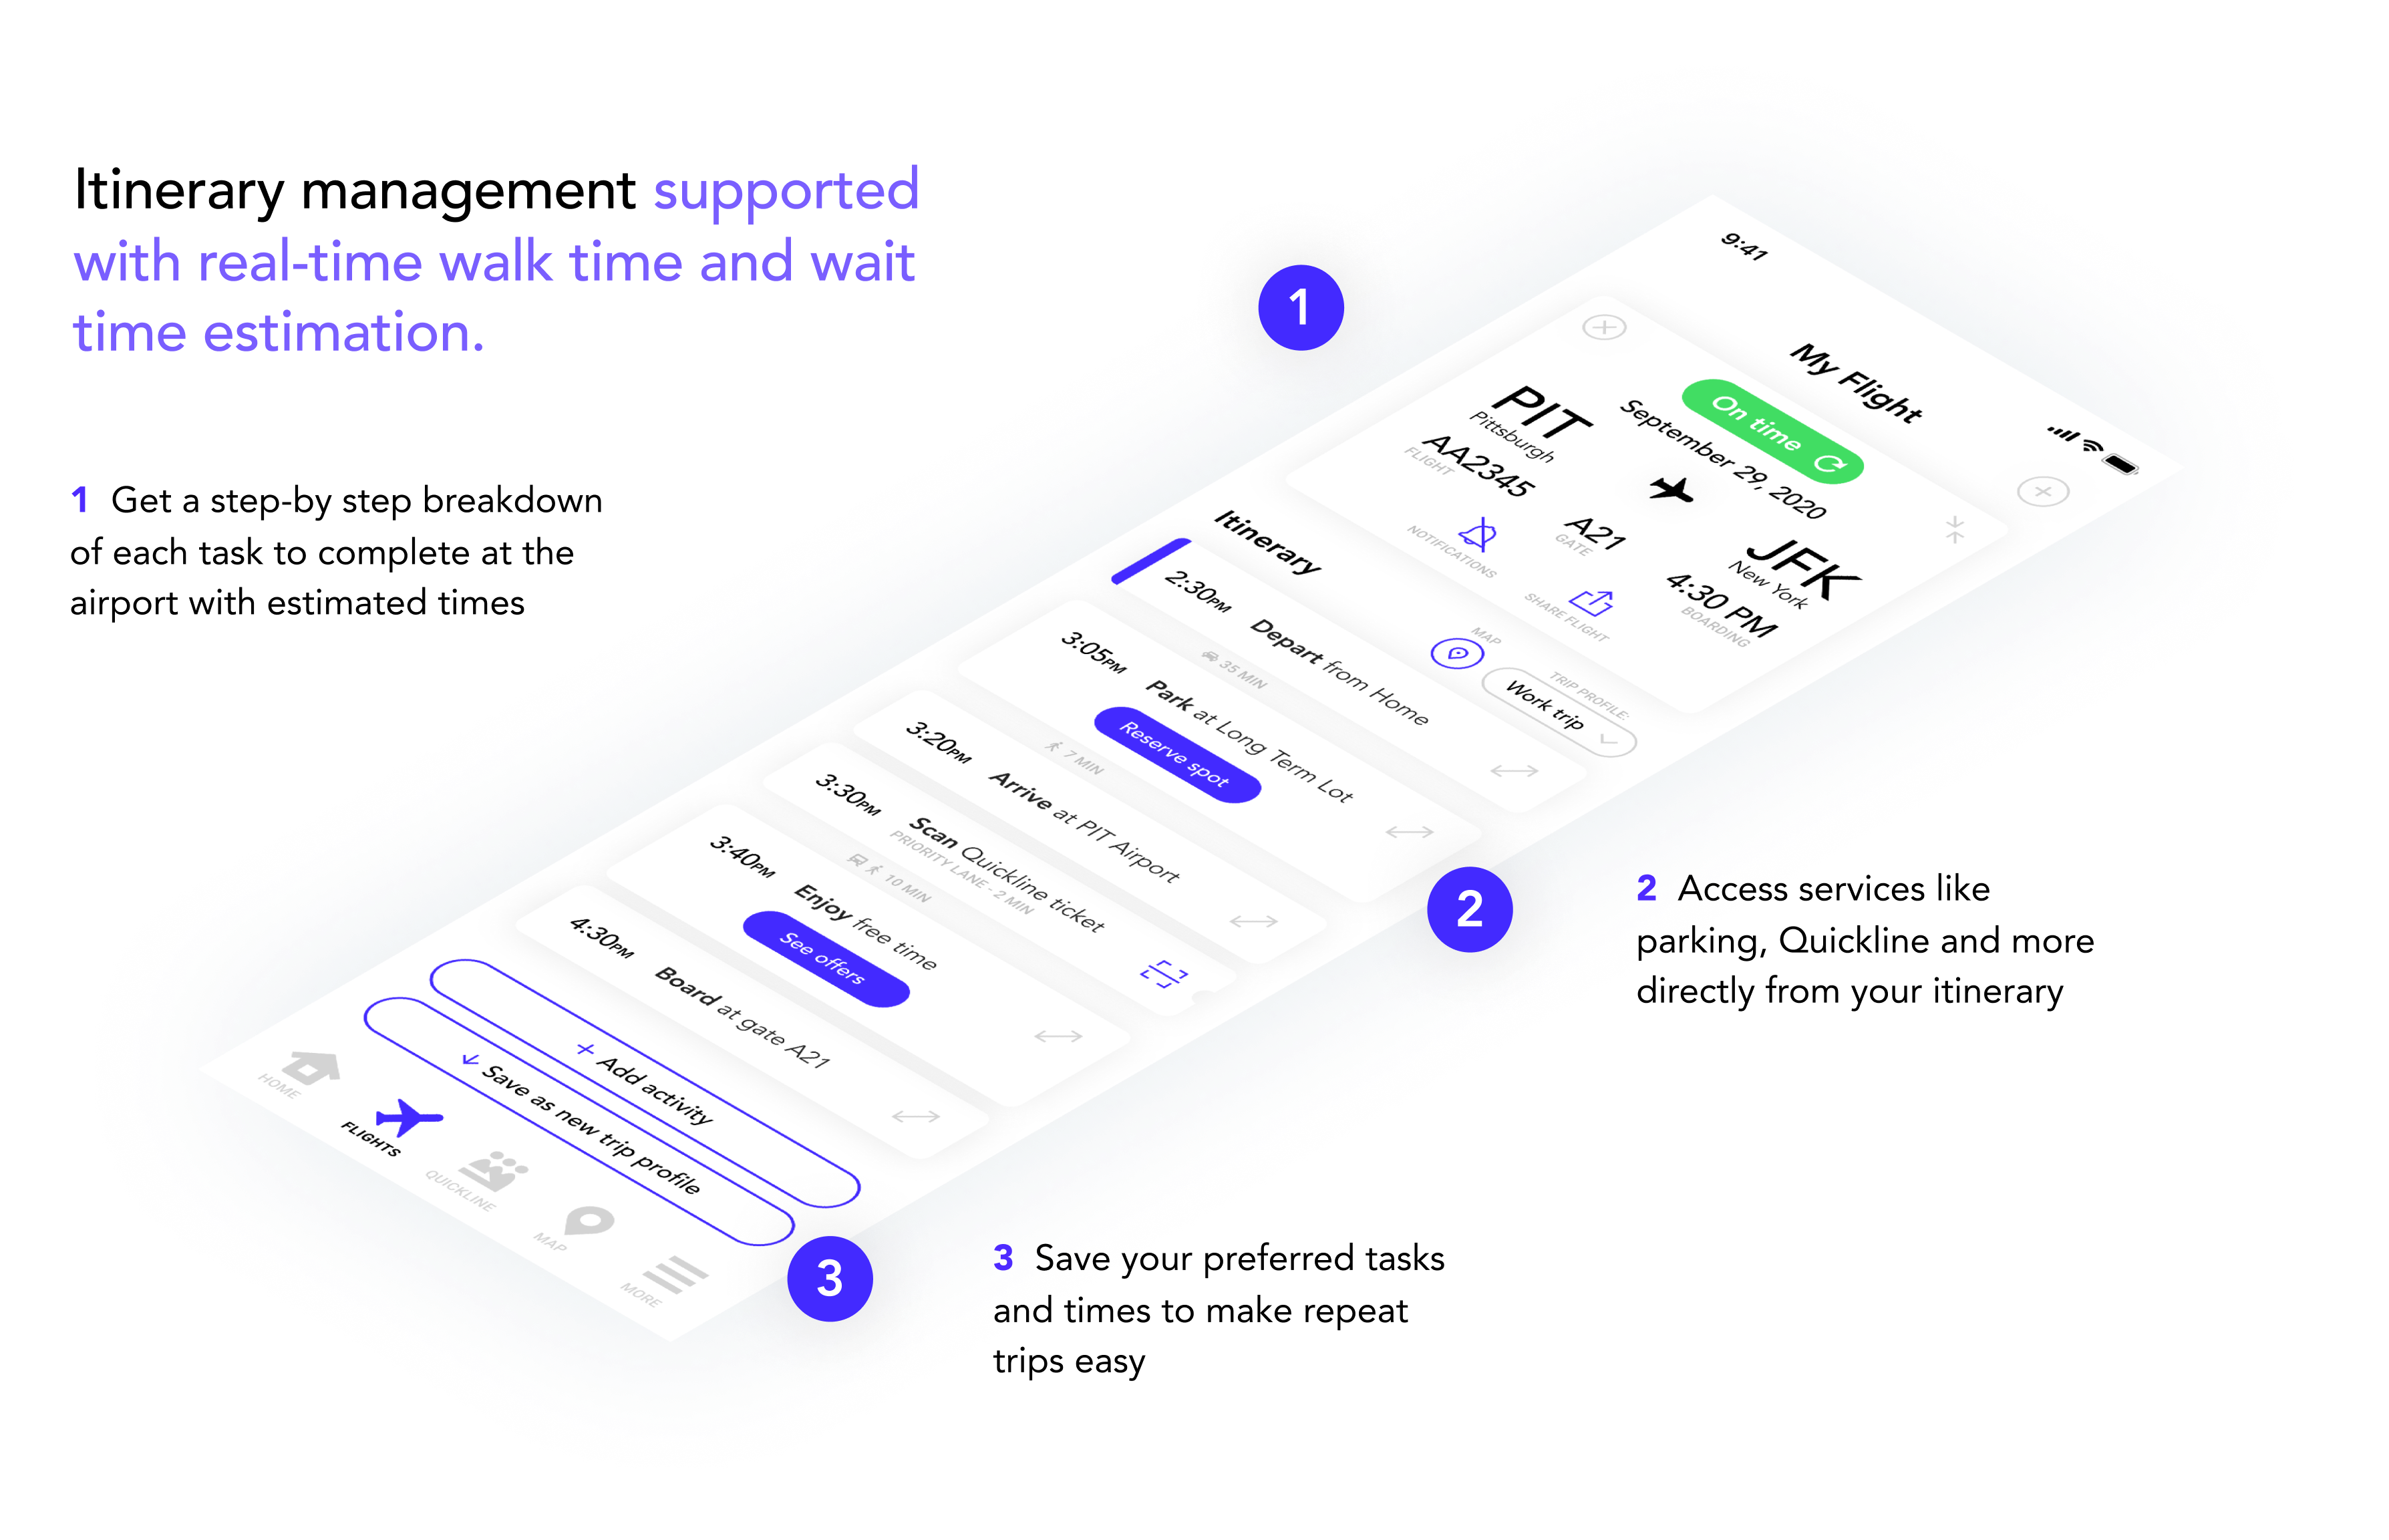 Itinerary management supported
with real-time walk time and wait
time estimation.
1 Get a step-by step breakdown
of each task to complete at the
airport with estimated times
1
9:41
My Flight
On time
September 29, 2020
PIT
Pittsburgh
JFK
New York
AA2345
FLIGHT
A21
GATE
4:30 PM
BOARDING
NOTIFICATIONS
SHARE FLIGHT
Itinerary
MAP
TRIP PROFILE:
Work trip
2:30PM Depart from Home
35 MIN
3:05PM Park at Long Term Lot
Reserve spot
7 MIN
3:20PM Arrive at PIT Airport
3:30PM Scan Quickline ticket
PRIORITY LANE - 2 MIN
10 MIN
3:40PM Enjoy free time
See offers
4:30PM Board at gate A21
+ Add activity
Save as new trip profile
HOME
FLIGHTS
QUICKLINE
MAP
MORE
2
2 Access services like
parking, Quickline and more
directly from your itinerary
3
3 Save your preferred tasks
and times to make repeat
trips easy